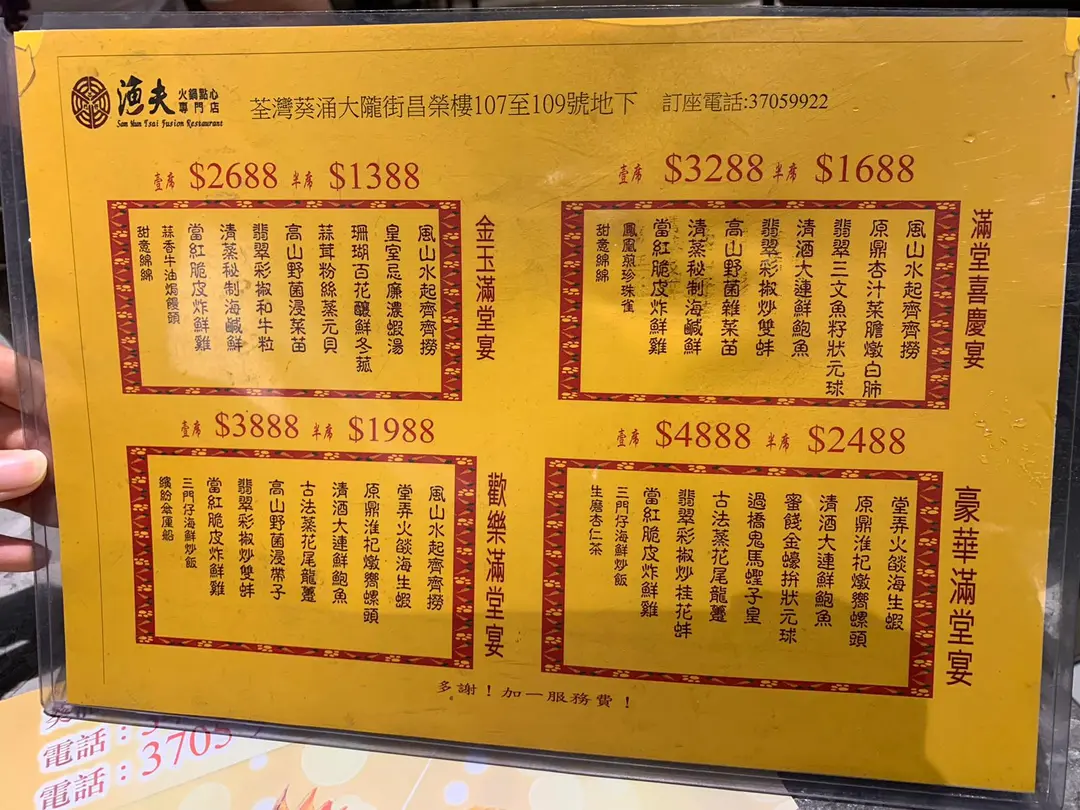 漁夫
火鍋點心
專門店
Sam Mun Tsai Fusion Restaurant
荃灣葵涌大隴街昌榮樓107至109號地下 訂座電話:37059922
壹席 $3288 半席 $1688
滿堂喜慶宴
風山水起齊齊撈
原鼎杏汁菜膽燉白肺
翡翠三文魚籽狀元球
清酒大連鮮鮑魚
翡翠彩椒炒雙蚌
高山野菌雜菜苗
清蒸秘制海鹹鮮
當紅脆皮炸鮮雞
鳳凰煎珍珠雀
甜意綿綿
壹席 $2688 半席 $1388
金玉滿堂宴
風山水起齊齊撈
皇室忌廉濃蝦湯
珊瑚百花釀鮮冬菰
蒜茸粉絲蒸元貝
高山野菌浸菜苗
翡翠彩椒和牛粒
清蒸秘制海鹹鮮
當紅脆皮炸鮮雞
蒜香牛油焗饅頭
甜意綿綿
壹席 $4888 半席 $2488
豪華滿堂宴
堂弄火燄海生蝦
原鼎淮杞燉嚮螺頭
清酒大連鮮鮑魚
蜜餞金蠔拚狀元球
過橋鬼馬蟶子皇
古法蒸花尾龍躉
翡翠彩椒炒桂花蚌
當紅脆皮炸鮮雞
三門仔海鮮炒飯
生磨杏仁茶
壹席 $3888 半席 $1988
歡樂滿堂宴
風山水起齊齊撈
堂弄火燄海生蝦
原鼎淮杞燉嚮螺頭
清酒大連鮮鮑魚
古法蒸花尾龍躉
高山野菌浸帶子
翡翠彩椒炒雙蚌
當紅脆皮炸鮮雞
三門仔海鮮炒飯
繽紛糸蘆船
多謝！加一服務費！
電話：
電話：3705